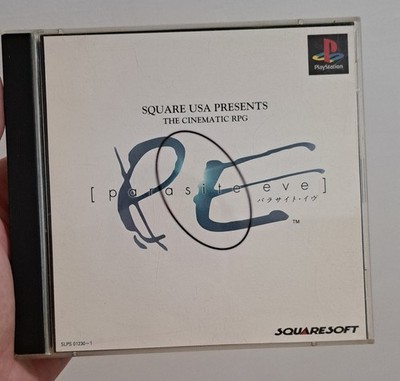 PlayStation
SQUARE USA PRESENTS
THE CINEMATIC RPG
PE
[ parasite eve ]
パラサイト・イヴ
TM
SLPS 01230~1
SQUARESOFT